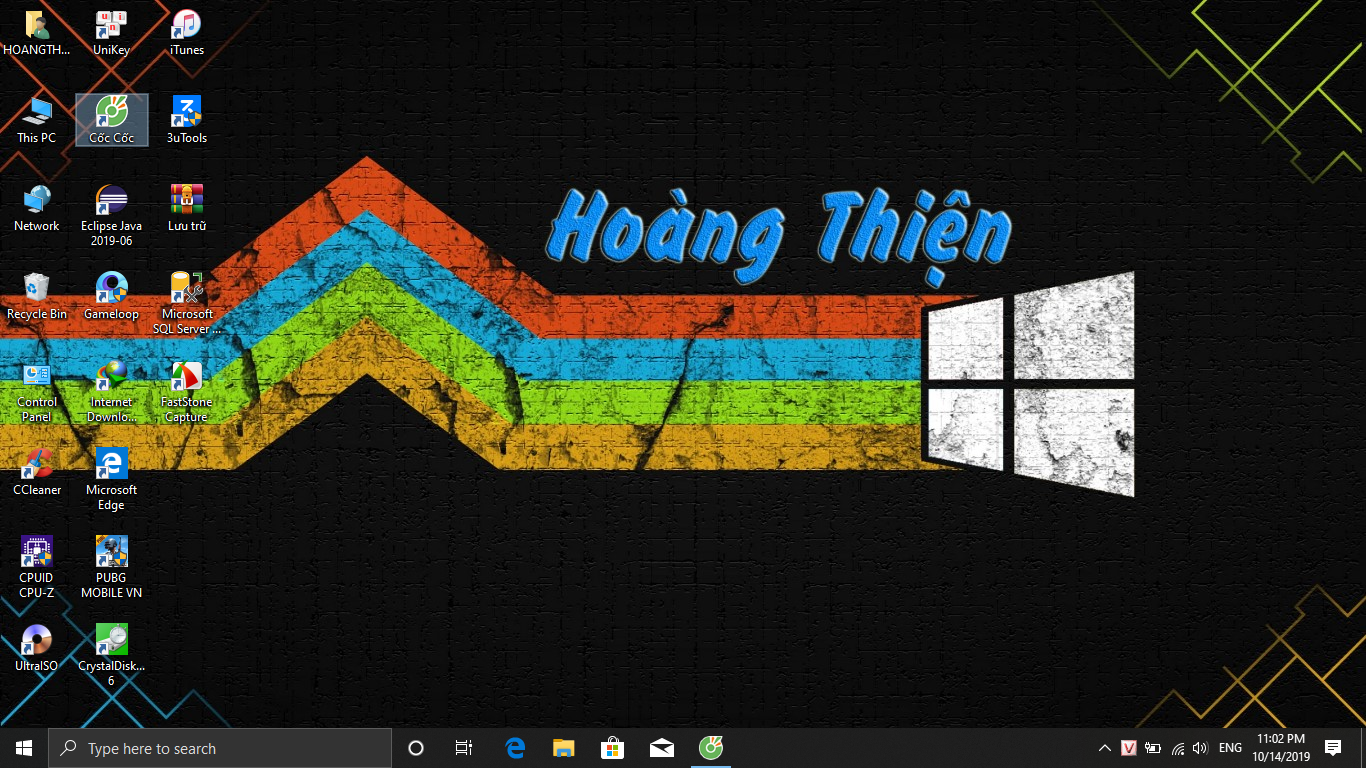 HOANGTH...
UniKey
iTunes
This PC
Cốc Cốc
3uTools
Network
Eclipse Java
2019-06
Lưu trữ
Recycle Bin
Gameloop
Microsoft
SQL Server ...
Control
Panel
Internet
Downlo...
FastStone
Capture
CCleaner
Microsoft
Edge
CPUID
CPU-Z
PUBG
MOBILE VN
UltraISO
CrystalDisk...
6
Hoàng Thiện
Type here to search
V
ENG
11:02 PM
10/14/2019